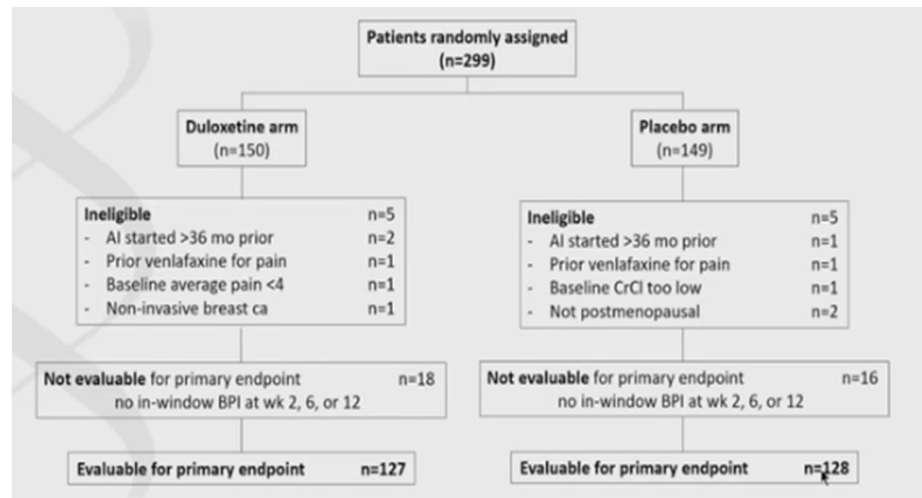 Patients randomly assigned
(n=299)
Duloxetine arm
(n=150)
Placebo arm
(n=149)
Ineligible n=5
- AI started >36 mo prior n=2
- Prior venlafaxine for pain n=1
- Baseline average pain <4 n=1
- Non-invasive breast ca n=1
Ineligible n=5
- AI started >36 mo prior n=1
- Prior venlafaxine for pain n=1
- Baseline CrCl too low n=1
- Not postmenopausal n=2
Not evaluable for primary endpoint n=18
no in-window BPI at wk 2, 6, or 12
Not evaluable for primary endpoint n=16
no in-window BPI at wk 2, 6, or 12
Evaluable for primary endpoint n=127
Evaluable for primary endpoint n=128